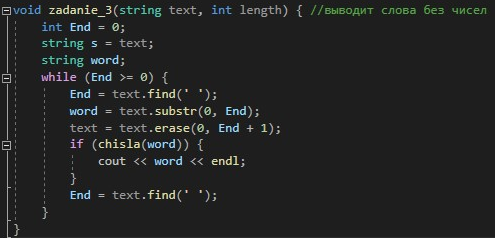 void zadanie_3(string text, int length) { //выводит слова без чисел
    int End = 0;
    string s = text;
    string word;
    while (End >= 0) {
        End = text.find(' ');
        word = text.substr(0, End);
        text = text.erase(0, End + 1);
        if (chisla(word)) {
            cout << word << endl;
        }
        End = text.find(' ');
    }
}